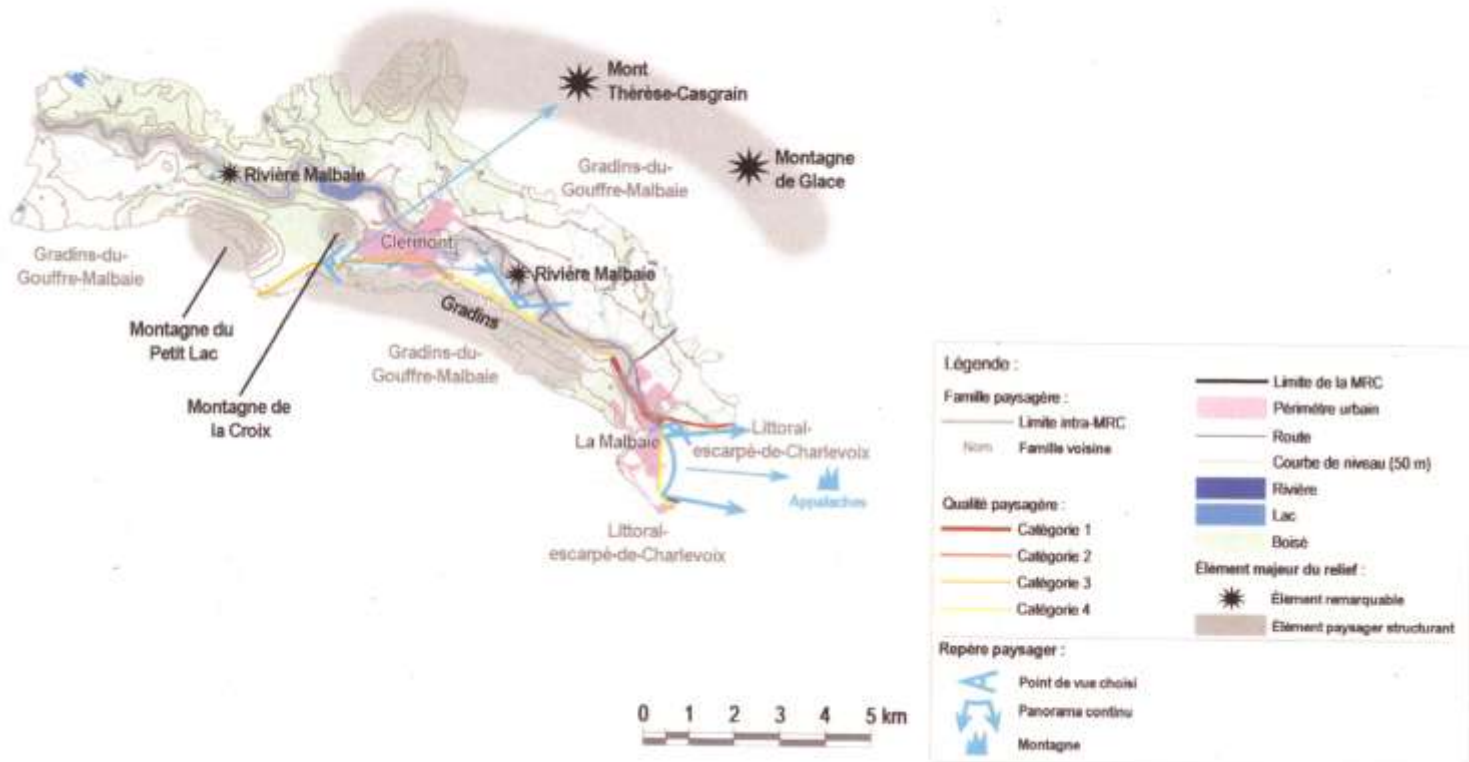 Mont
Thérèse-Casgrain
Montagne
de Glace
Gradins-du-
Gouffre-Malbaie
Rivière Malbaie
Clermont
Gradins-du-
Gouffre-Malbaie
Rivière Malbaie
Gradins
Montagne du
Petit Lac
Gradins-du-
Gouffre-Malbaie
Montagne de
la Croix
La Malbaie
Littoral-
escarpé-de-Charlevoix
Appalaches
Littoral-
escarpé-de-Charlevoix
0 1 2 3 4 5 km
Légende :
Famille paysagère :
Limite intra-MRC
Nom Famille voisine
Qualité paysagère :
Catégorie 1
Catégorie 2
Catégorie 3
Catégorie 4
Repère paysager :
Point de vue choisi
Panorama continu
Montagne
Limite de la MRC
Périmètre urbain
Route
Courbe de niveau (50 m)
Rivière
Lac
Boisé
Élément majeur du relief :
Élement remarquable
Élément paysager structurant